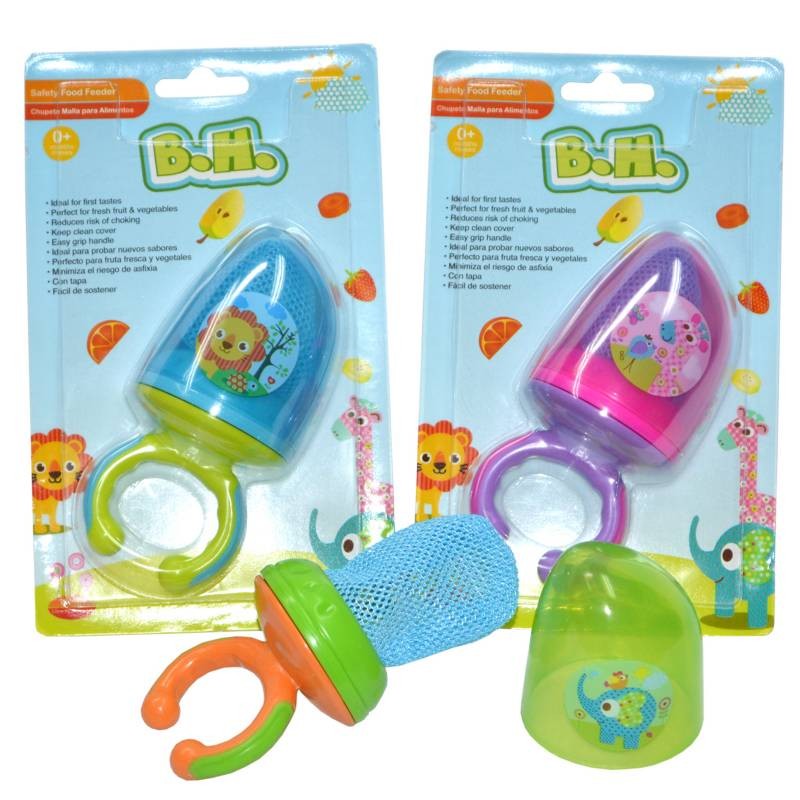 Safety Food Feeder
Chupeta Malla para Alimentos
0+
B.H.
• Ideal for first tastes
• Perfect for fresh fruit & vegetables
• Reduces risk of choking
• Keep clean cover
• Easy grip handle
• Ideal para probar nuevos sabores
• Perfecto para fruta fresca y vegetales
• Minimiza el riesgo de asfixia
• Con tapa
• Fácil de sostener
Safety Food Feeder
Chupeta Malla para Alimentos
0+
B.H.
• Ideal for first tastes
• Perfect for fresh fruit & vegetables
• Reduces risk of choking
• Keep clean cover
• Easy grip handle
• Ideal para probar nuevos sabores
• Perfecto para fruta fresca y vegetales
• Minimiza el riesgo de asfixia
• Con tapa
• Fácil de sostener